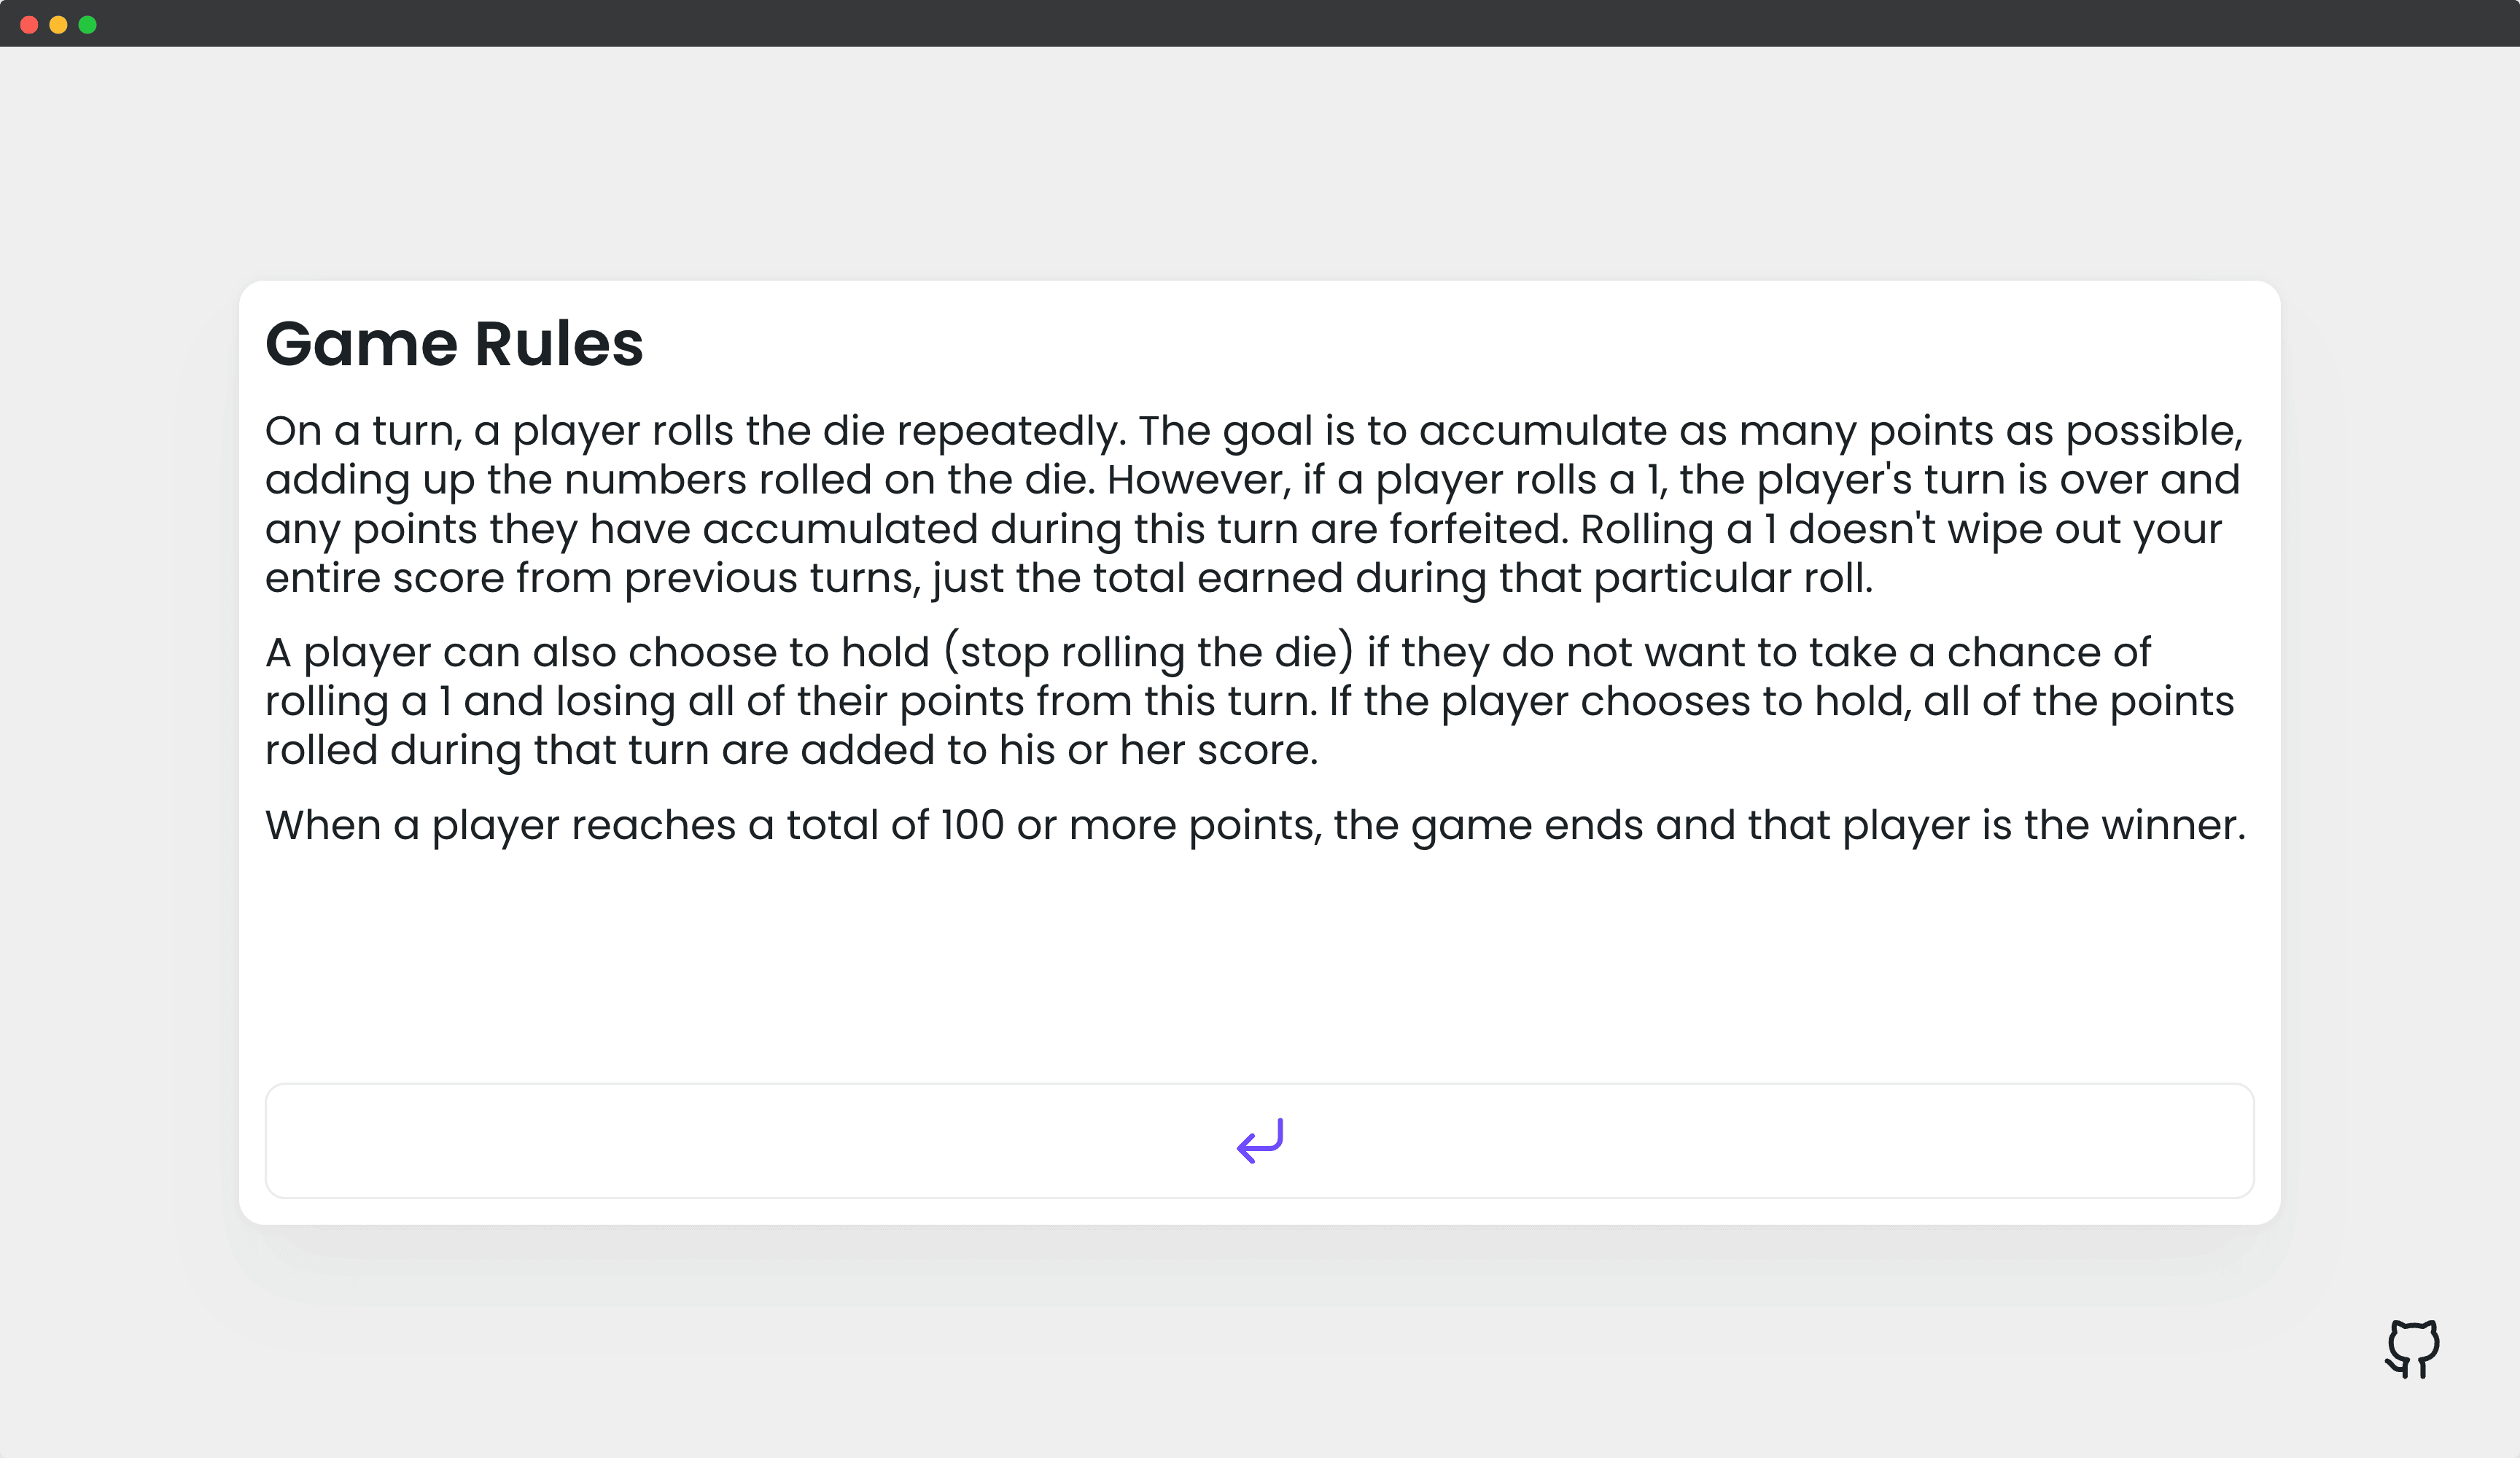 Game Rules
On a turn, a player rolls the die repeatedly. The goal is to accumulate as many points as possible,
adding up the numbers rolled on the die. However, if a player rolls a 1, the player's turn is over and
any points they have accumulated during this turn are forfeited. Rolling a 1 doesn't wipe out your
entire score from previous turns, just the total earned during that particular roll.
A player can also choose to hold (stop rolling the die) if they do not want to take a chance of
rolling a 1 and losing all of their points from this turn. If the player chooses to hold, all of the points
rolled during that turn are added to his or her score.
When a player reaches a total of 100 or more points, the game ends and that player is the winner.